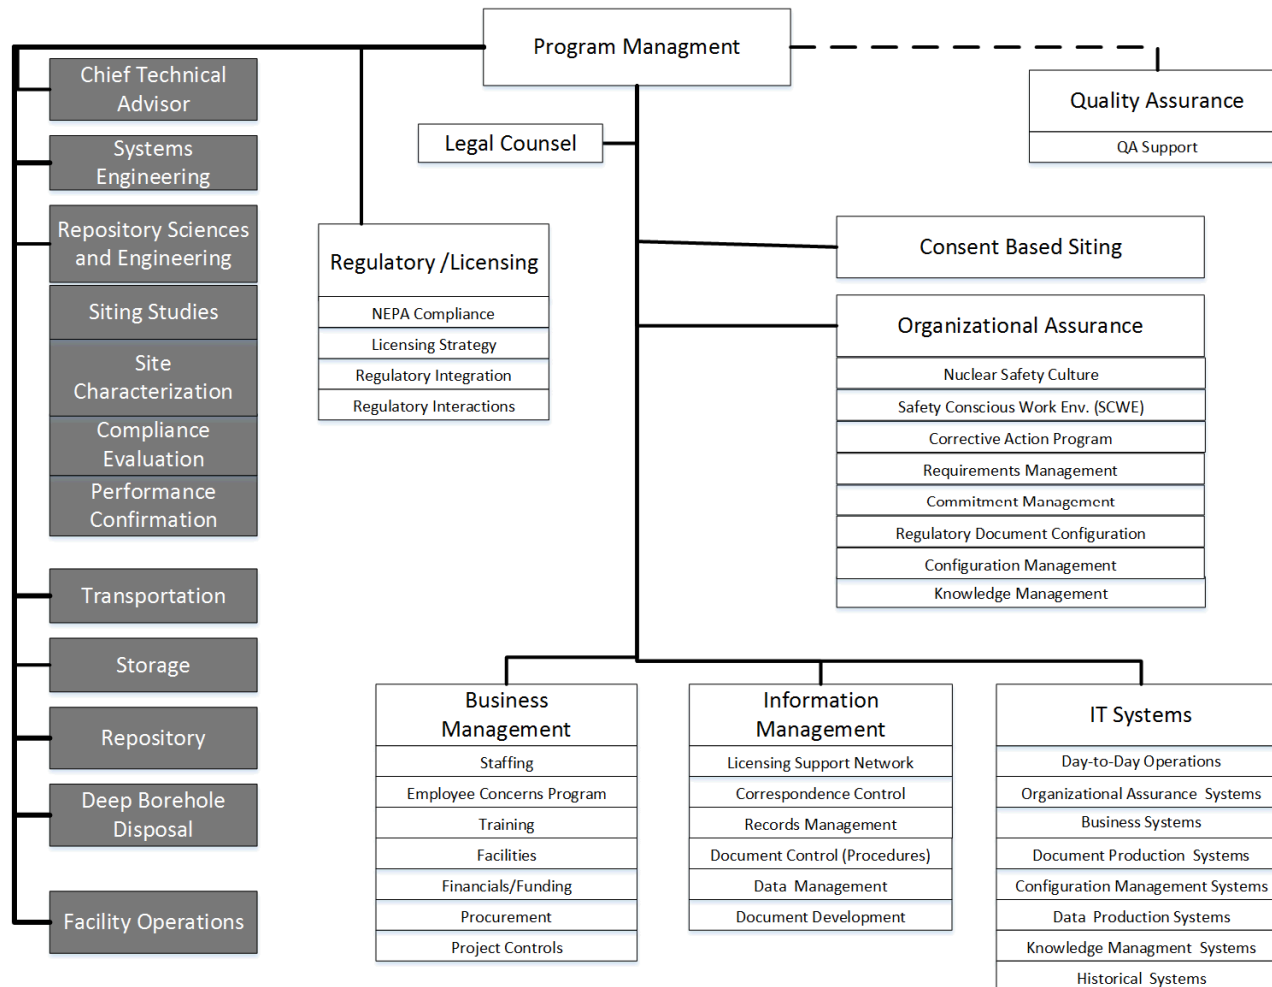 Program Managment
Chief Technical
Advisor
Systems
Engineering
Repository Sciences
and Engineering
Siting Studies
Site
Characterization
Compliance
Evaluation
Performance
Confirmation
Transportation
Storage
Repository
Deep Borehole
Disposal
Facility Operations
Legal Counsel
Quality Assurance
QA Support
Regulatory /Licensing
NEPA Compliance
Licensing Strategy
Regulatory Integration
Regulatory Interactions
Consent Based Siting
Organizational Assurance
Nuclear Safety Culture
Safety Conscious Work Env. (SCWE)
Corrective Action Program
Requirements Management
Commitment Management
Regulatory Document Configuration
Configuration Management
Knowledge Management
Business
Management
Staffing
Employee Concerns Program
Training
Facilities
Financials/Funding
Procurement
Project Controls
Information
Management
Licensing Support Network
Correspondence Control
Records Management
Document Control (Procedures)
Data Management
Document Development
IT Systems
Day-to-Day Operations
Organizational Assurance Systems
Business Systems
Document Production Systems
Configuration Management Systems
Data Production Systems
Knowledge Managment Systems
Historical Systems